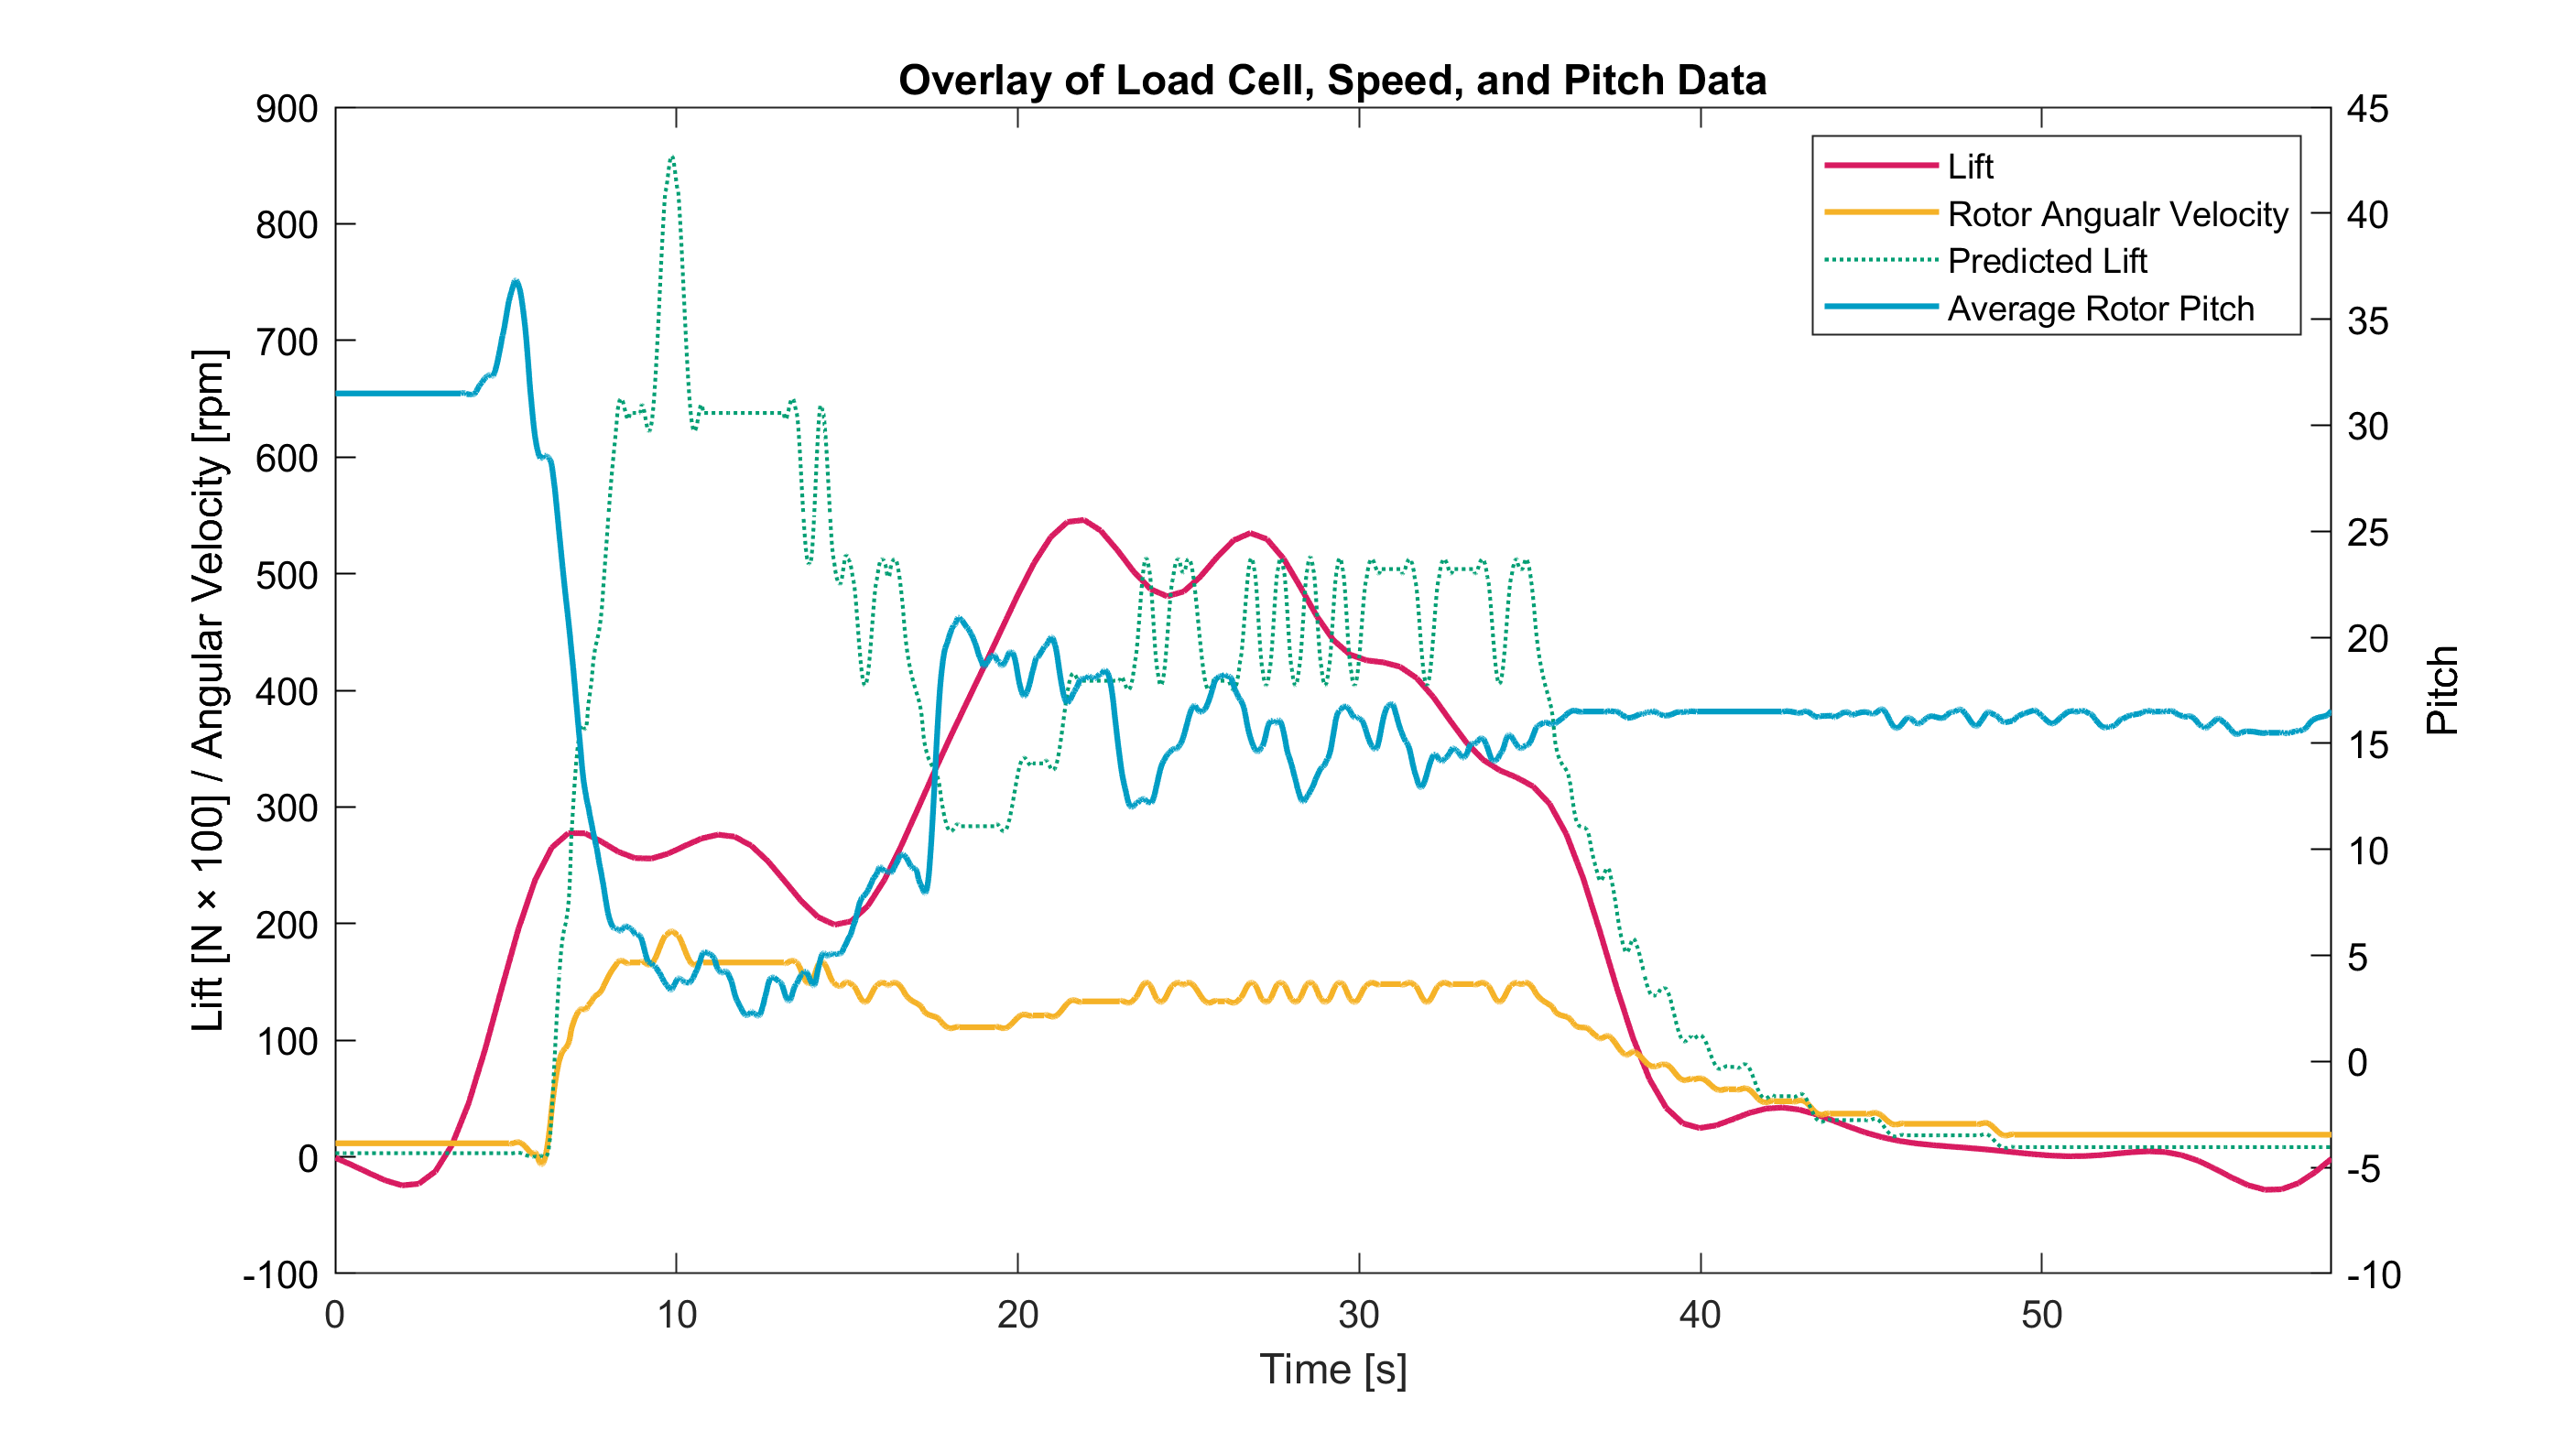 Overlay of Load Cell, Speed, and Pitch Data
900
800
700
600
500
400
300
200
100
0
-100
Lift [N × 100] / Angular Velocity [rpm]
45
40
35
30
25
20
15
10
5
0
-5
-10
Pitch
Lift
Rotor Angualr Velocity
Predicted Lift
Average Rotor Pitch
0 10 20 30 40 50
Time [s]